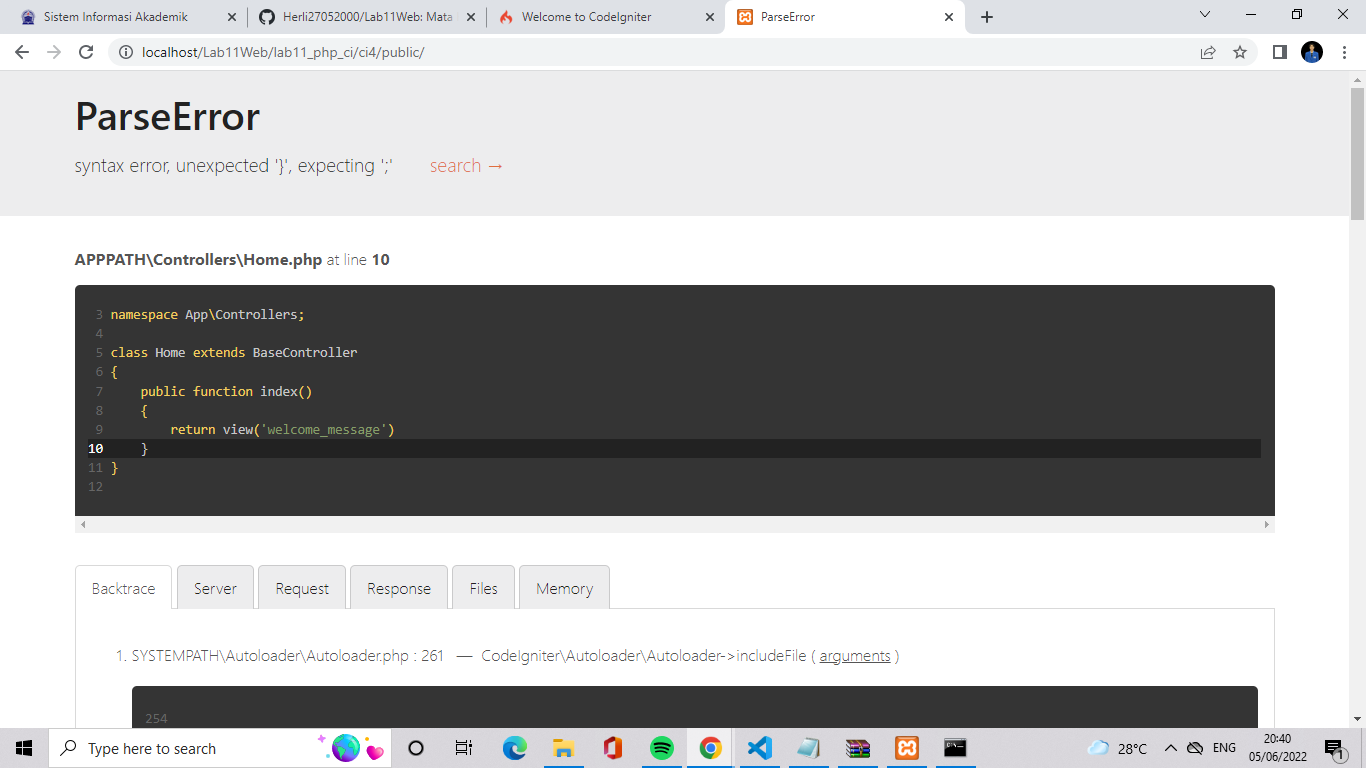 Sistem Informasi Akademik
Herli27052000/Lab11Web: Mata
Welcome to CodeIgniter
ParseError
localhost/Lab11Web/lab11_php_ci/ci4/public/
ParseError
syntax error, unexpected '}', expecting ';' search →
APPPATH\Controllers\Home.php at line 10
3 namespace App\Controllers;
4
5 class Home extends BaseController
6 {
7 public function index()
8 {
9 return view('welcome_message')
10 }
11 }
12
Backtrace Server Request Response Files Memory
1. SYSTEMPATH\Autoloader\Autoloader.php : 261 — CodeIgniter\Autoloader\Autoloader->includeFile ( arguments )
254
Type here to search
28°C
ENG
20:40
05/06/2022
1